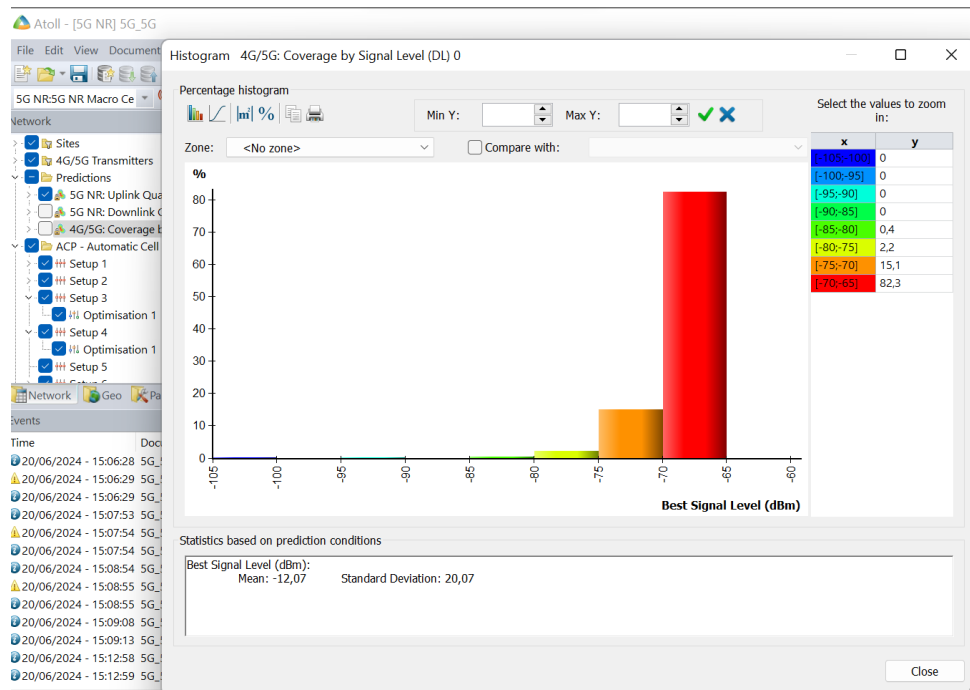 Atoll - [5G NR] 5G_5G
File Edit View Document
Histogram 4G/5G: Coverage by Signal Level (DL) 0
5G NR:5G NR Macro Ce
Network
Sites
4G/5G Transmitters
Predictions
5G NR: Uplink Qua
5G NR: Downlink
4G/5G: Coverage b
ACP - Automatic Cell
Setup 1
Setup 2
Setup 3
Optimisation 1
Setup 4
Optimisation 1
Setup 5
Network Geo Pa
Events
Time Docu
20/06/2024 - 15:06:28 5G_
20/06/2024 - 15:06:29 5G_
20/06/2024 - 15:06:29 5G_
20/06/2024 - 15:07:53 5G_
20/06/2024 - 15:07:54 5G_
20/06/2024 - 15:07:54 5G_
20/06/2024 - 15:08:54 5G_
20/06/2024 - 15:08:55 5G_
20/06/2024 - 15:08:55 5G_
20/06/2024 - 15:09:08 5G_
20/06/2024 - 15:09:13 5G_
20/06/2024 - 15:12:58 5G_
20/06/2024 - 15:12:59 5G_
Percentage histogram
m² %
Min Y: Max Y:
Zone: <No zone> Compare with:
%
80
70
60
50
40
30
20
10
0
-105 -100 -95 -90 -85 -80 -75 -70 -65 -60
Best Signal Level (dBm)
Select the values to zoom
in:
x y
[-105;-100] 0
[-100;-95] 0
[-95;-90] 0
[-90;-85] 0
[-85;-80] 0,4
[-80;-75] 2,2
[-75;-70] 15,1
[-70;-65] 82,3
Statistics based on prediction conditions
Best Signal Level (dBm):
Mean: -12,07 Standard Deviation: 20,07
Close